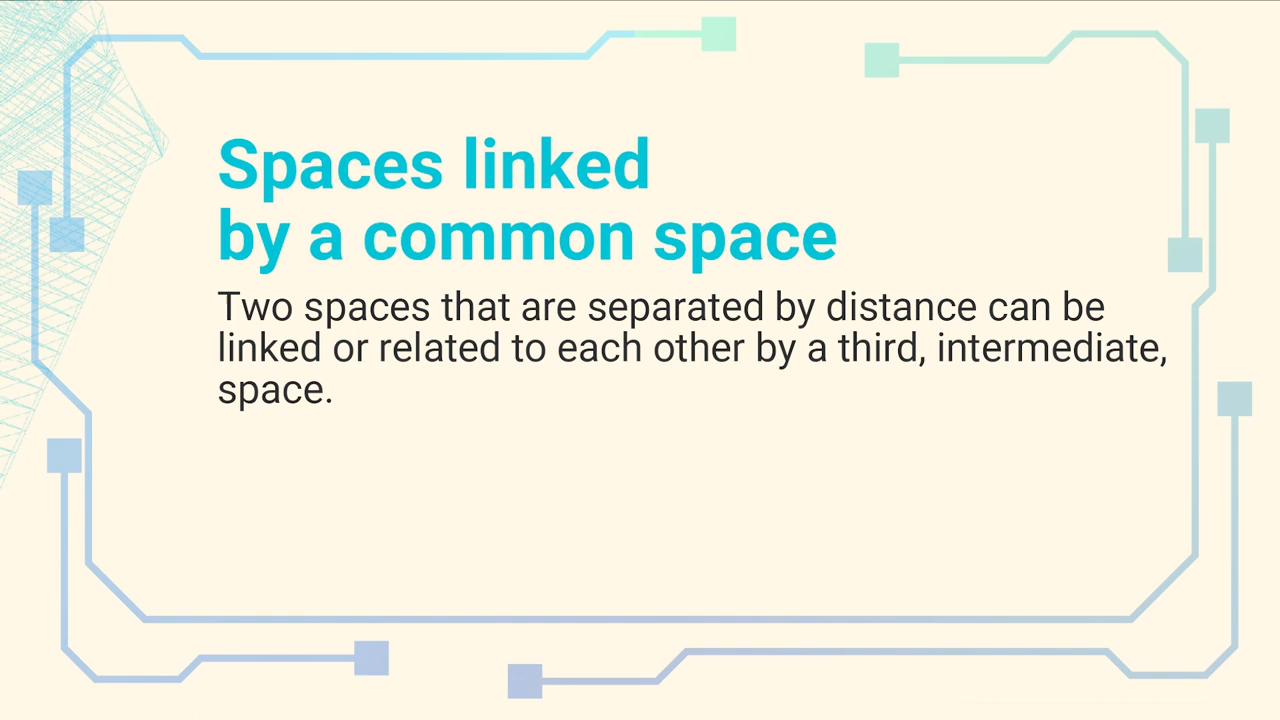 Spaces linked
by a common space
Two spaces that are separated by distance can be
linked or related to each other by a third, intermediate,
space.